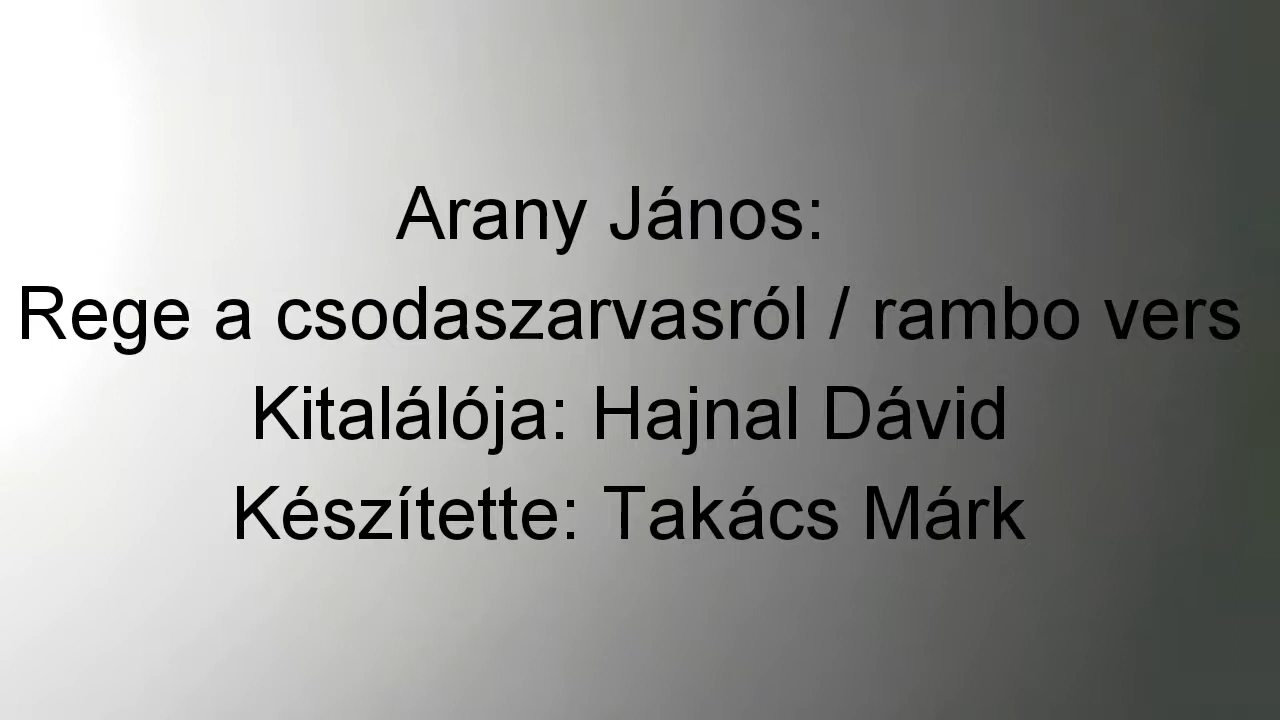 Arany János:
Rege a csodaszarvasról / rambo vers
Kitalálója: Hajnal Dávid
Készítette: Takács Márk